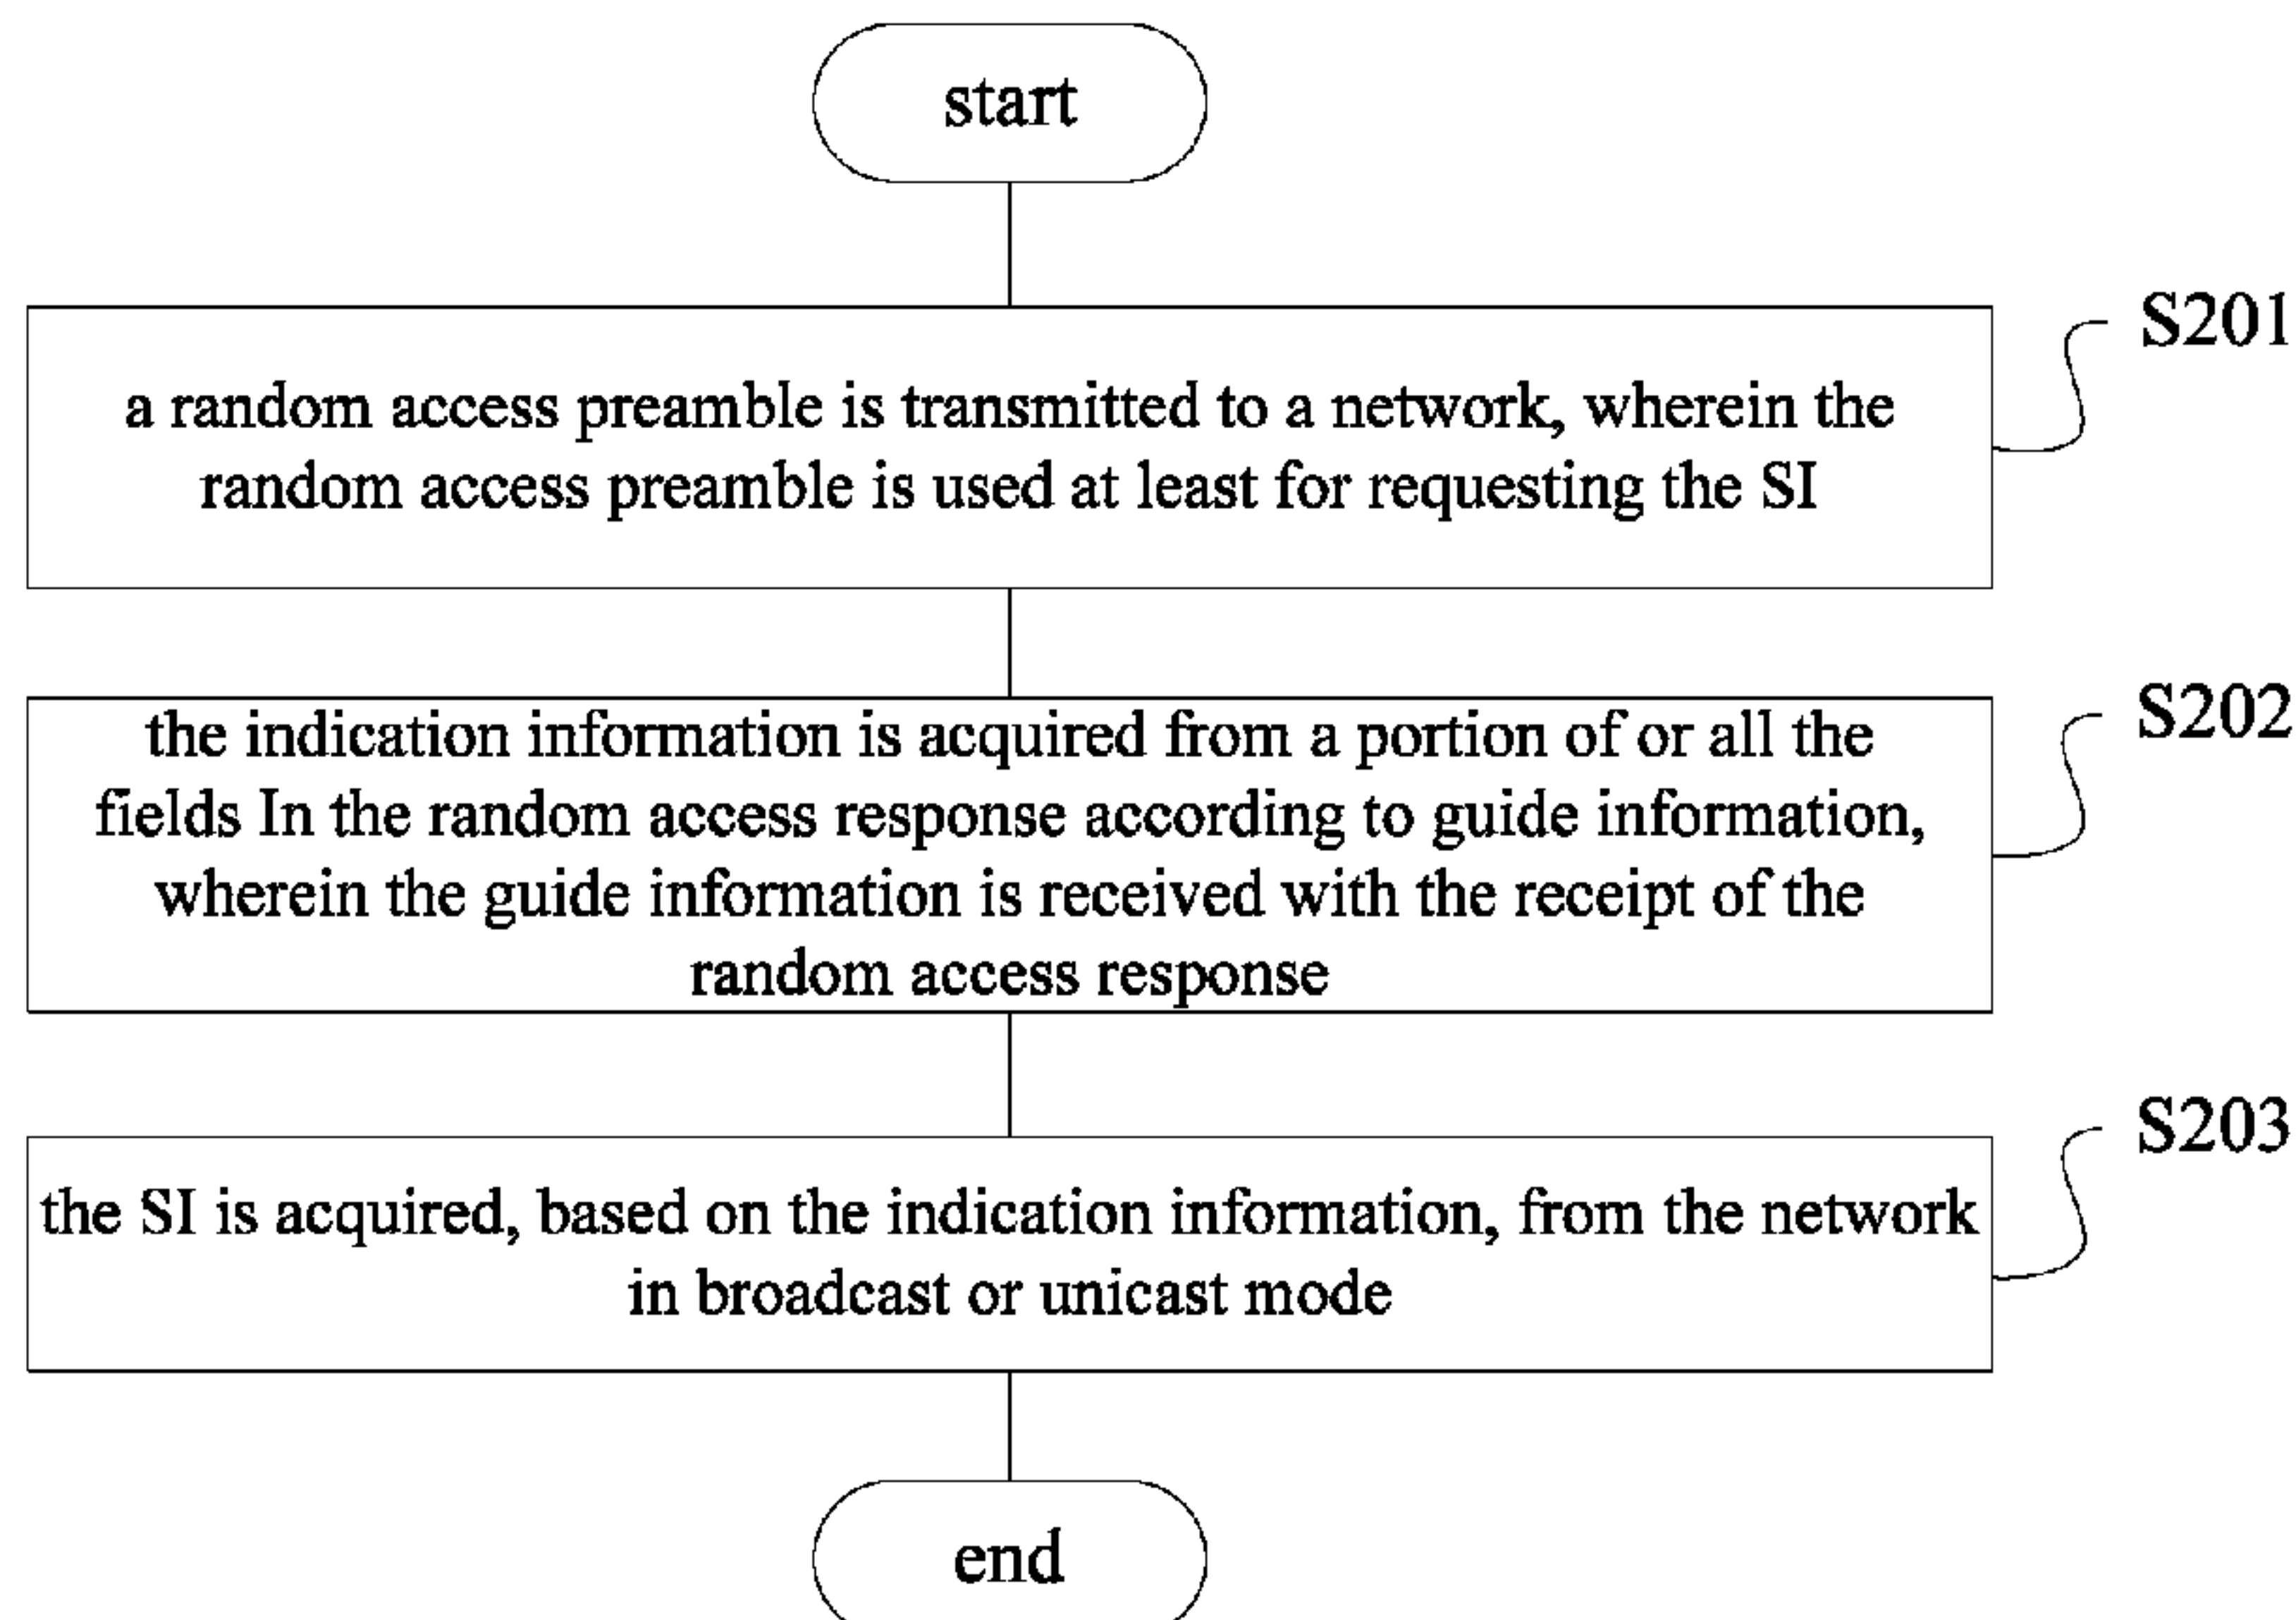 start
S201
a random access preamble is transmitted to a network, wherein the
random access preamble is used at least for requesting the SI
S202
the indication information is acquired from a portion of or all the
fields In the random access response according to guide information,
wherein the guide information is received with the receipt of the
random access response
S203
the SI is acquired, based on the indication information, from the network
in broadcast or unicast mode
end